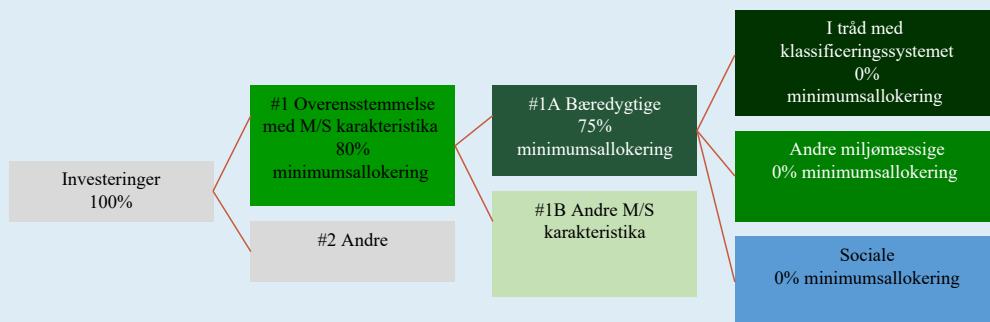 Investeringer
100%
#1 Overensstemmelse
med M/S karakteristika
80%
minimumsallokering
#2 Andre
#1A Bæredygtige
75%
minimumsallokering
#1B Andre M/S
karakteristika
I tråd med
klassificeringssystemet
0%
minimumsallokering
Andre miljømæssige
0% minimumsallokering
Sociale
0% minimumsallokering